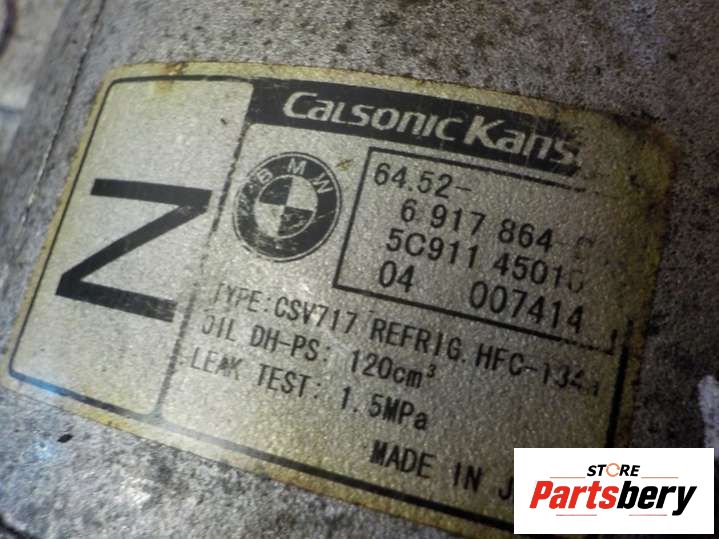 CALSONIC
BMW
Z
64.52-
6 917 864
5C911 45010
04 007414
TYPE:CSV717 REFRIG.HFC-134a
OIL DH-PS: 120cm³
LEAK TEST: 1.5MPa
MADE IN
STORE
Partsbery